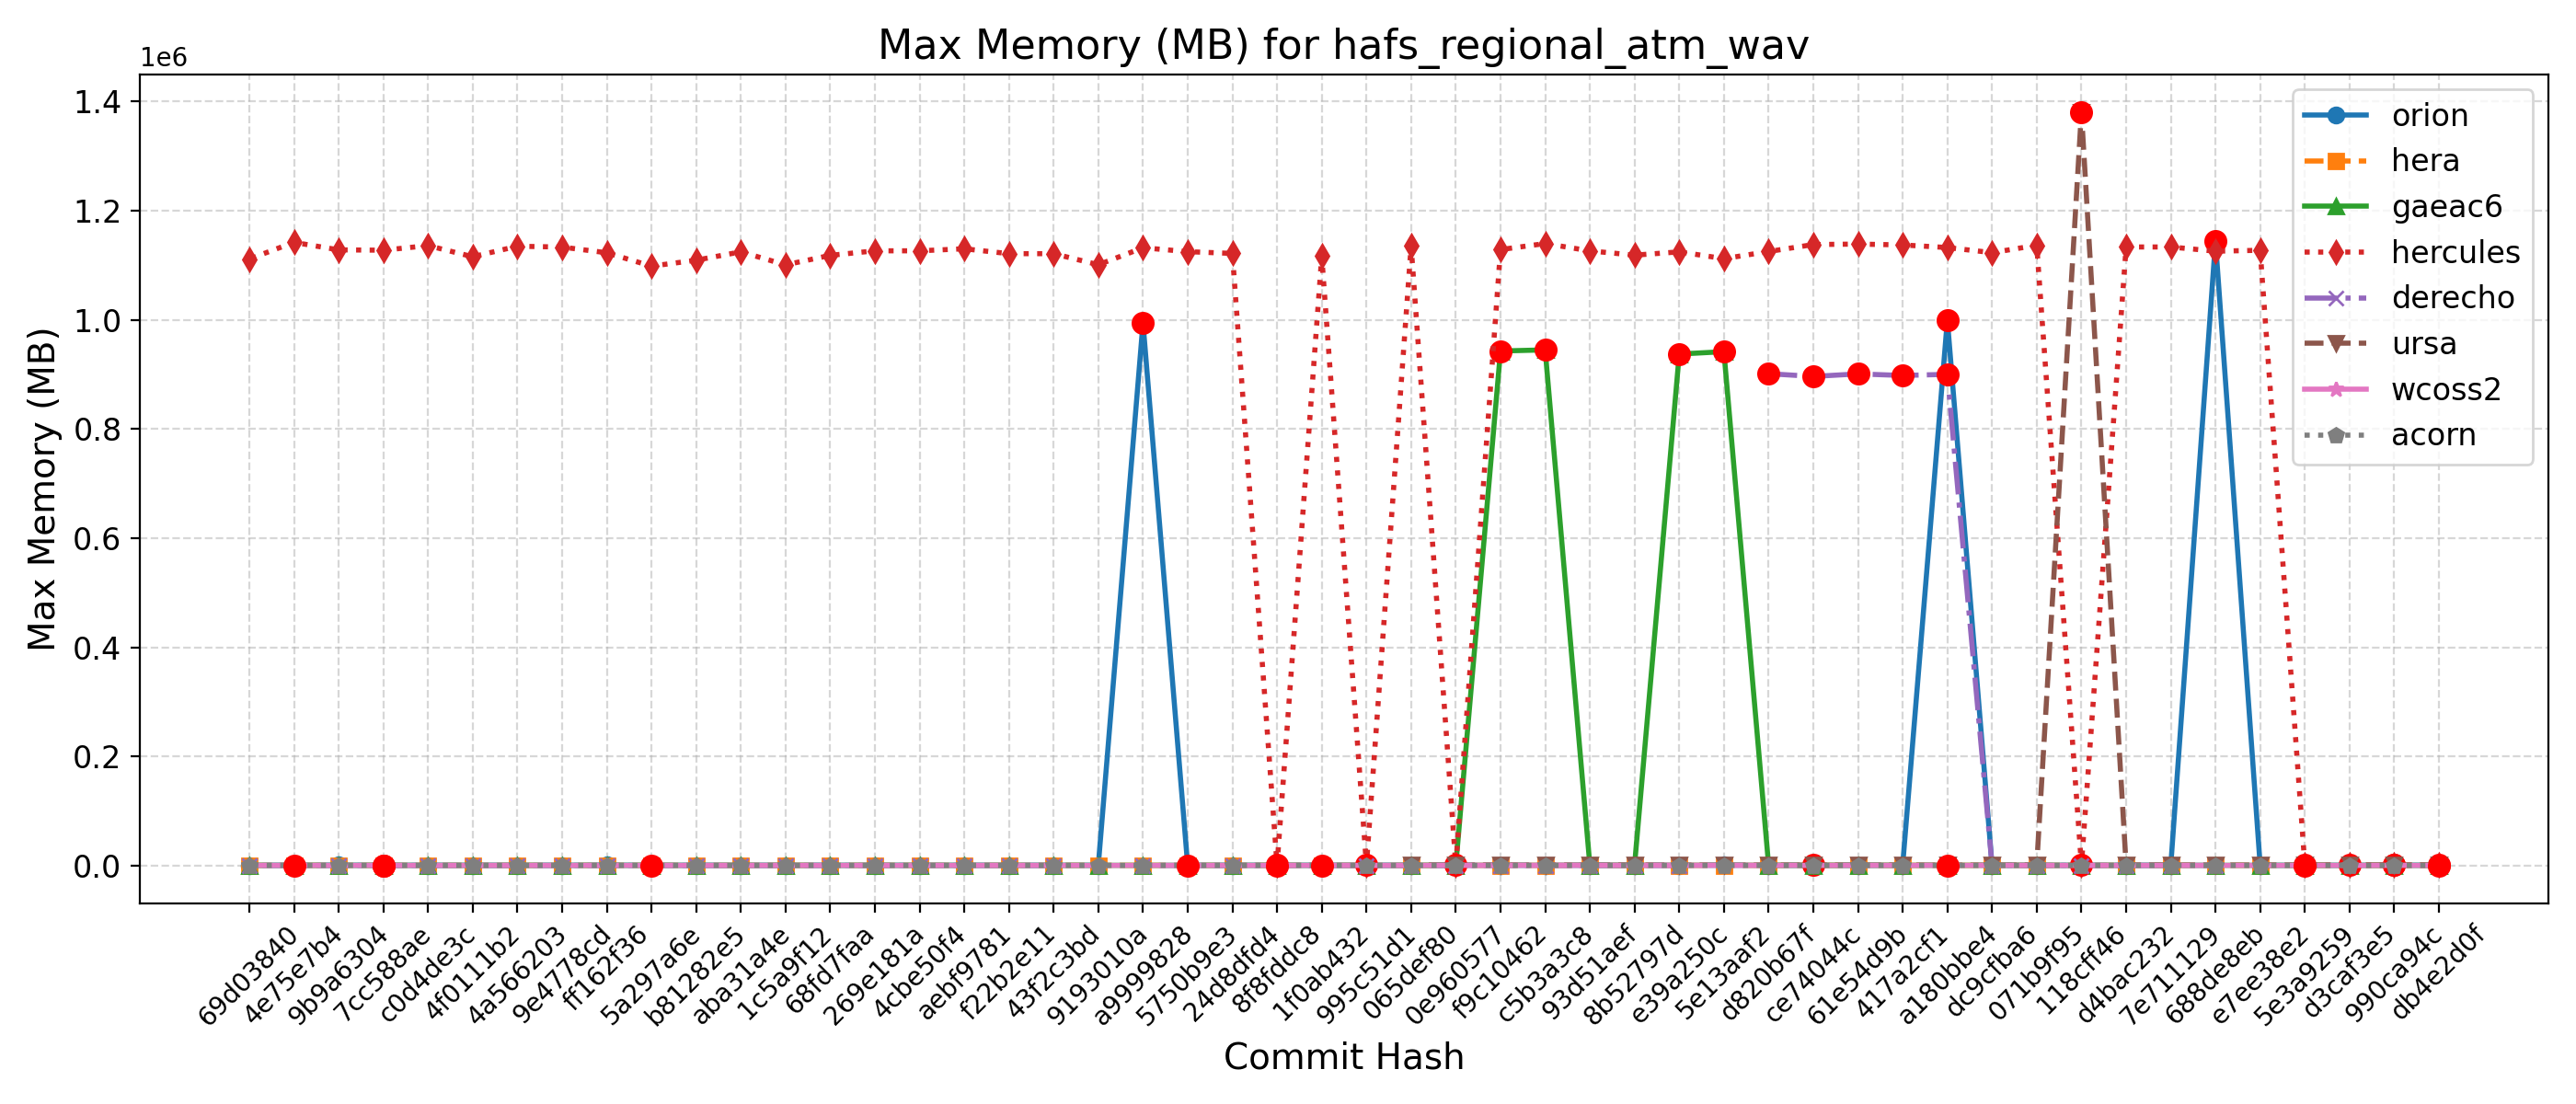 Max Memory (MB) for hafs_regional_atm_wav
1e6
1.4
1.2
1.0
0.8
0.6
0.4
0.2
0.0
Max Memory (MB)
orion
hera
gaeac6
hercules
derecho
ursa
wcoss2
acorn
69d03840
4e75e7b4
9b9a6304
7cc588ae
c0d4de3c
4f0111b2
4a566203
9e4778cd
ff162f36
5a297a6e
b81282e5
aba31a4e
1c5a9f12
68fd7faa
269e181a
4cbe50f4
aebf9781
f22b2e11
43f2c3bd
9193010a
a9999828
5750b9e3
24d8dfd4
8f8fddc8
1f0ab432
995c51d1
065def80
0e960577
f9c10462
c5b3a3c8
93d51aef
8b52797d
e39a250c
5e13aaf2
d820b67f
ce74044c
61e54d9b
417a2cf1
a180bbe4
dc9cfba6
071b9f95
118cff46
d4bac232
7e711129
688de8eb
e7ee38e2
5e3a9259
d3caf3e5
990ca94c
db4e2d0f
Commit Hash